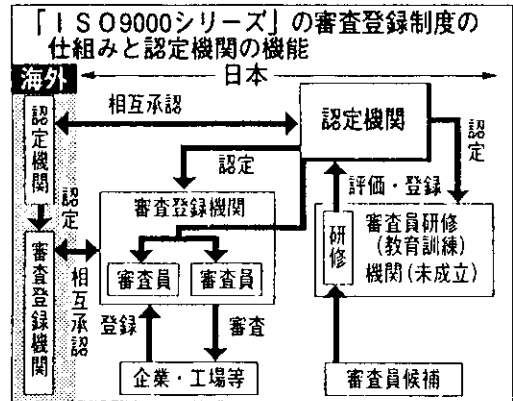 「ISO9000シリーズ」の審査登録制度の
仕組みと認定機関の機能
海外
日本
認定機関
相互承認
認定機関
認定
認定
認定
評価・登録
審査登録機関
審査登録機関
相互承認
審査員
審査員
研修
審査員研修
(教育訓練)
機関(未成立)
登録
審査
企業・工場等
審査員候補